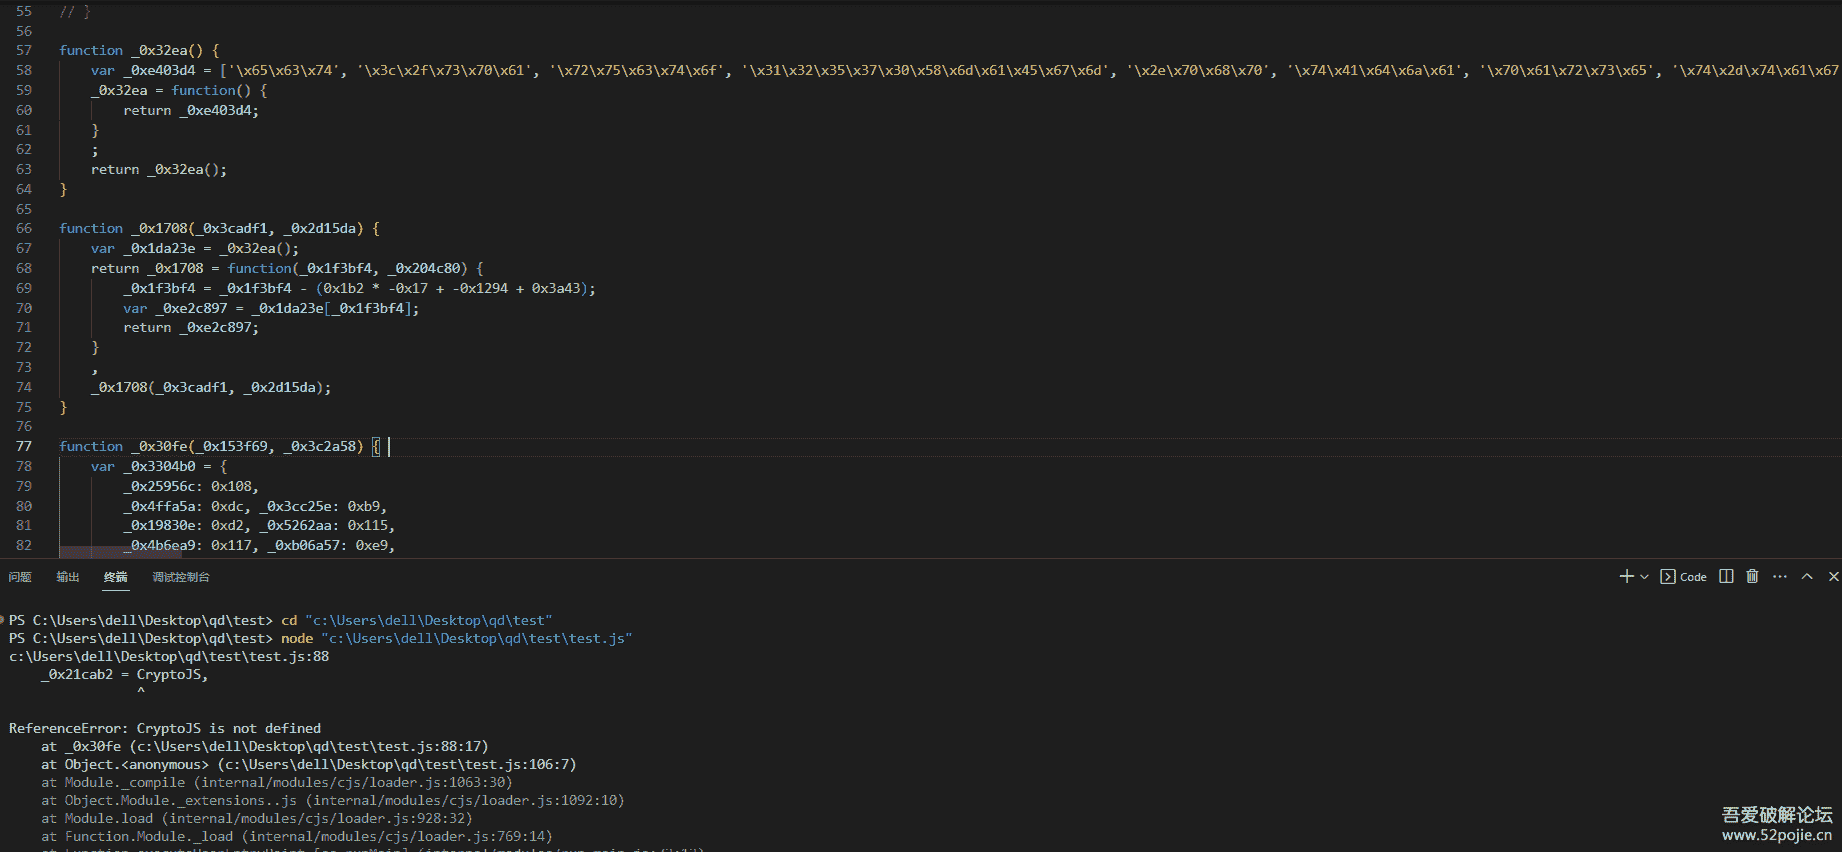 55 // }
56
57 function _0x32ea() {
58 var _0xe403d4 = ['\x65\x63\x74', '\x3c\x2f\x73\x70\x61', '\x72\x75\x63\x74\x6f', '\x31\x32\x35\x37\x30\x58\x6d\x61\x45\x67\x6d', '\x2e\x70\x68\x70', '\x74\x41\x64\x6a\x61', '\x70\x61\x72\x73\x65', '\x74\x2d\x74\x61\x67
59 _0x32ea = function() {
60 return _0xe403d4;
61 }
62 ;
63 return _0x32ea();
64 }
65
66 function _0x1708(_0x3cadf1, _0x2d15da) {
67 var _0x1da23e = _0x32ea();
68 return _0x1708 = function(_0x1f3bf4, _0x204c80) {
69 _0x1f3bf4 = _0x1f3bf4 - (0x1b2 * -0x17 + -0x1294 + 0x3a43);
70 var _0xe2c897 = _0x1da23e[_0x1f3bf4];
71 return _0xe2c897;
72 }
73 ,
74 _0x1708(_0x3cadf1, _0x2d15da);
75 }
76
77 function _0x30fe(_0x153f69, _0x3c2a58) {
78 var _0x3304b0 = {
79 _0x25956c: 0x108,
80 _0x4ffa5a: 0xdc, _0x3cc25e: 0xb9,
81 _0x19830e: 0xd2, _0x5262aa: 0x115,
82 _0x4b6ea9: 0x117, _0xb06a57: 0xe9,
问题 输出 终端 调试控制台 Code
PS C:\Users\dell\Desktop\qd\test> cd "c:\Users\dell\Desktop\qd\test"
PS C:\Users\dell\Desktop\qd\test> node "c:\Users\dell\Desktop\qd\test\test.js"
c:\Users\dell\Desktop\qd\test\test.js:88
_0x21cab2 = CryptoJS,
^
ReferenceError: CryptoJS is not defined
at _0x30fe (c:\Users\dell\Desktop\qd\test\test.js:88:17)
at Object.<anonymous> (c:\Users\dell\Desktop\qd\test\test.js:106:7)
at Module._compile (internal/modules/cjs/loader.js:1063:30)
at Object.Module._extensions..js (internal/modules/cjs/loader.js:1092:10)
at Module.load (internal/modules/cjs/loader.js:928:32)
at Function.Module._load (internal/modules/cjs/loader.js:769:14)
吾爱破解论坛
www.52pojie.cn